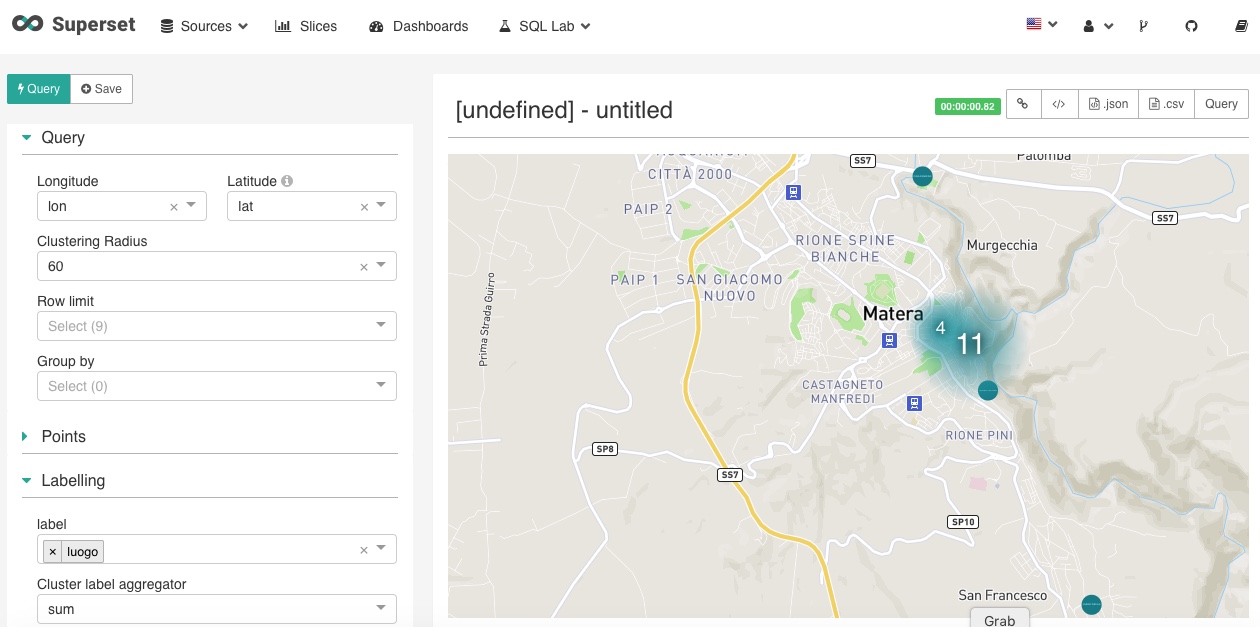 Superset
Sources
Slices
Dashboards
SQL Lab
Query
Save
Query
Longitude
Latitude
lon ×
lat ×
Clustering Radius
60 ×
Row limit
Select (9)
Group by
Select (0)
Points
Labelling
label
× luogo ×
Cluster label aggregator
sum
[undefined] - untitled
00:00:00.82
</>
.json
.csv
Query
CITTÀ 2000
SS7
Palomba
PAIP 2
SS7
RIONE SPINE
BIANCHE
Murgecchia
PAIP 1
SAN GIACOMO
NUOVO
Prima Strada Guirro
Matera
4
11
CASTAGNETO
MANFREDI
RIONE PINI
SP8
SS7
SP10
San Francesco
Grab